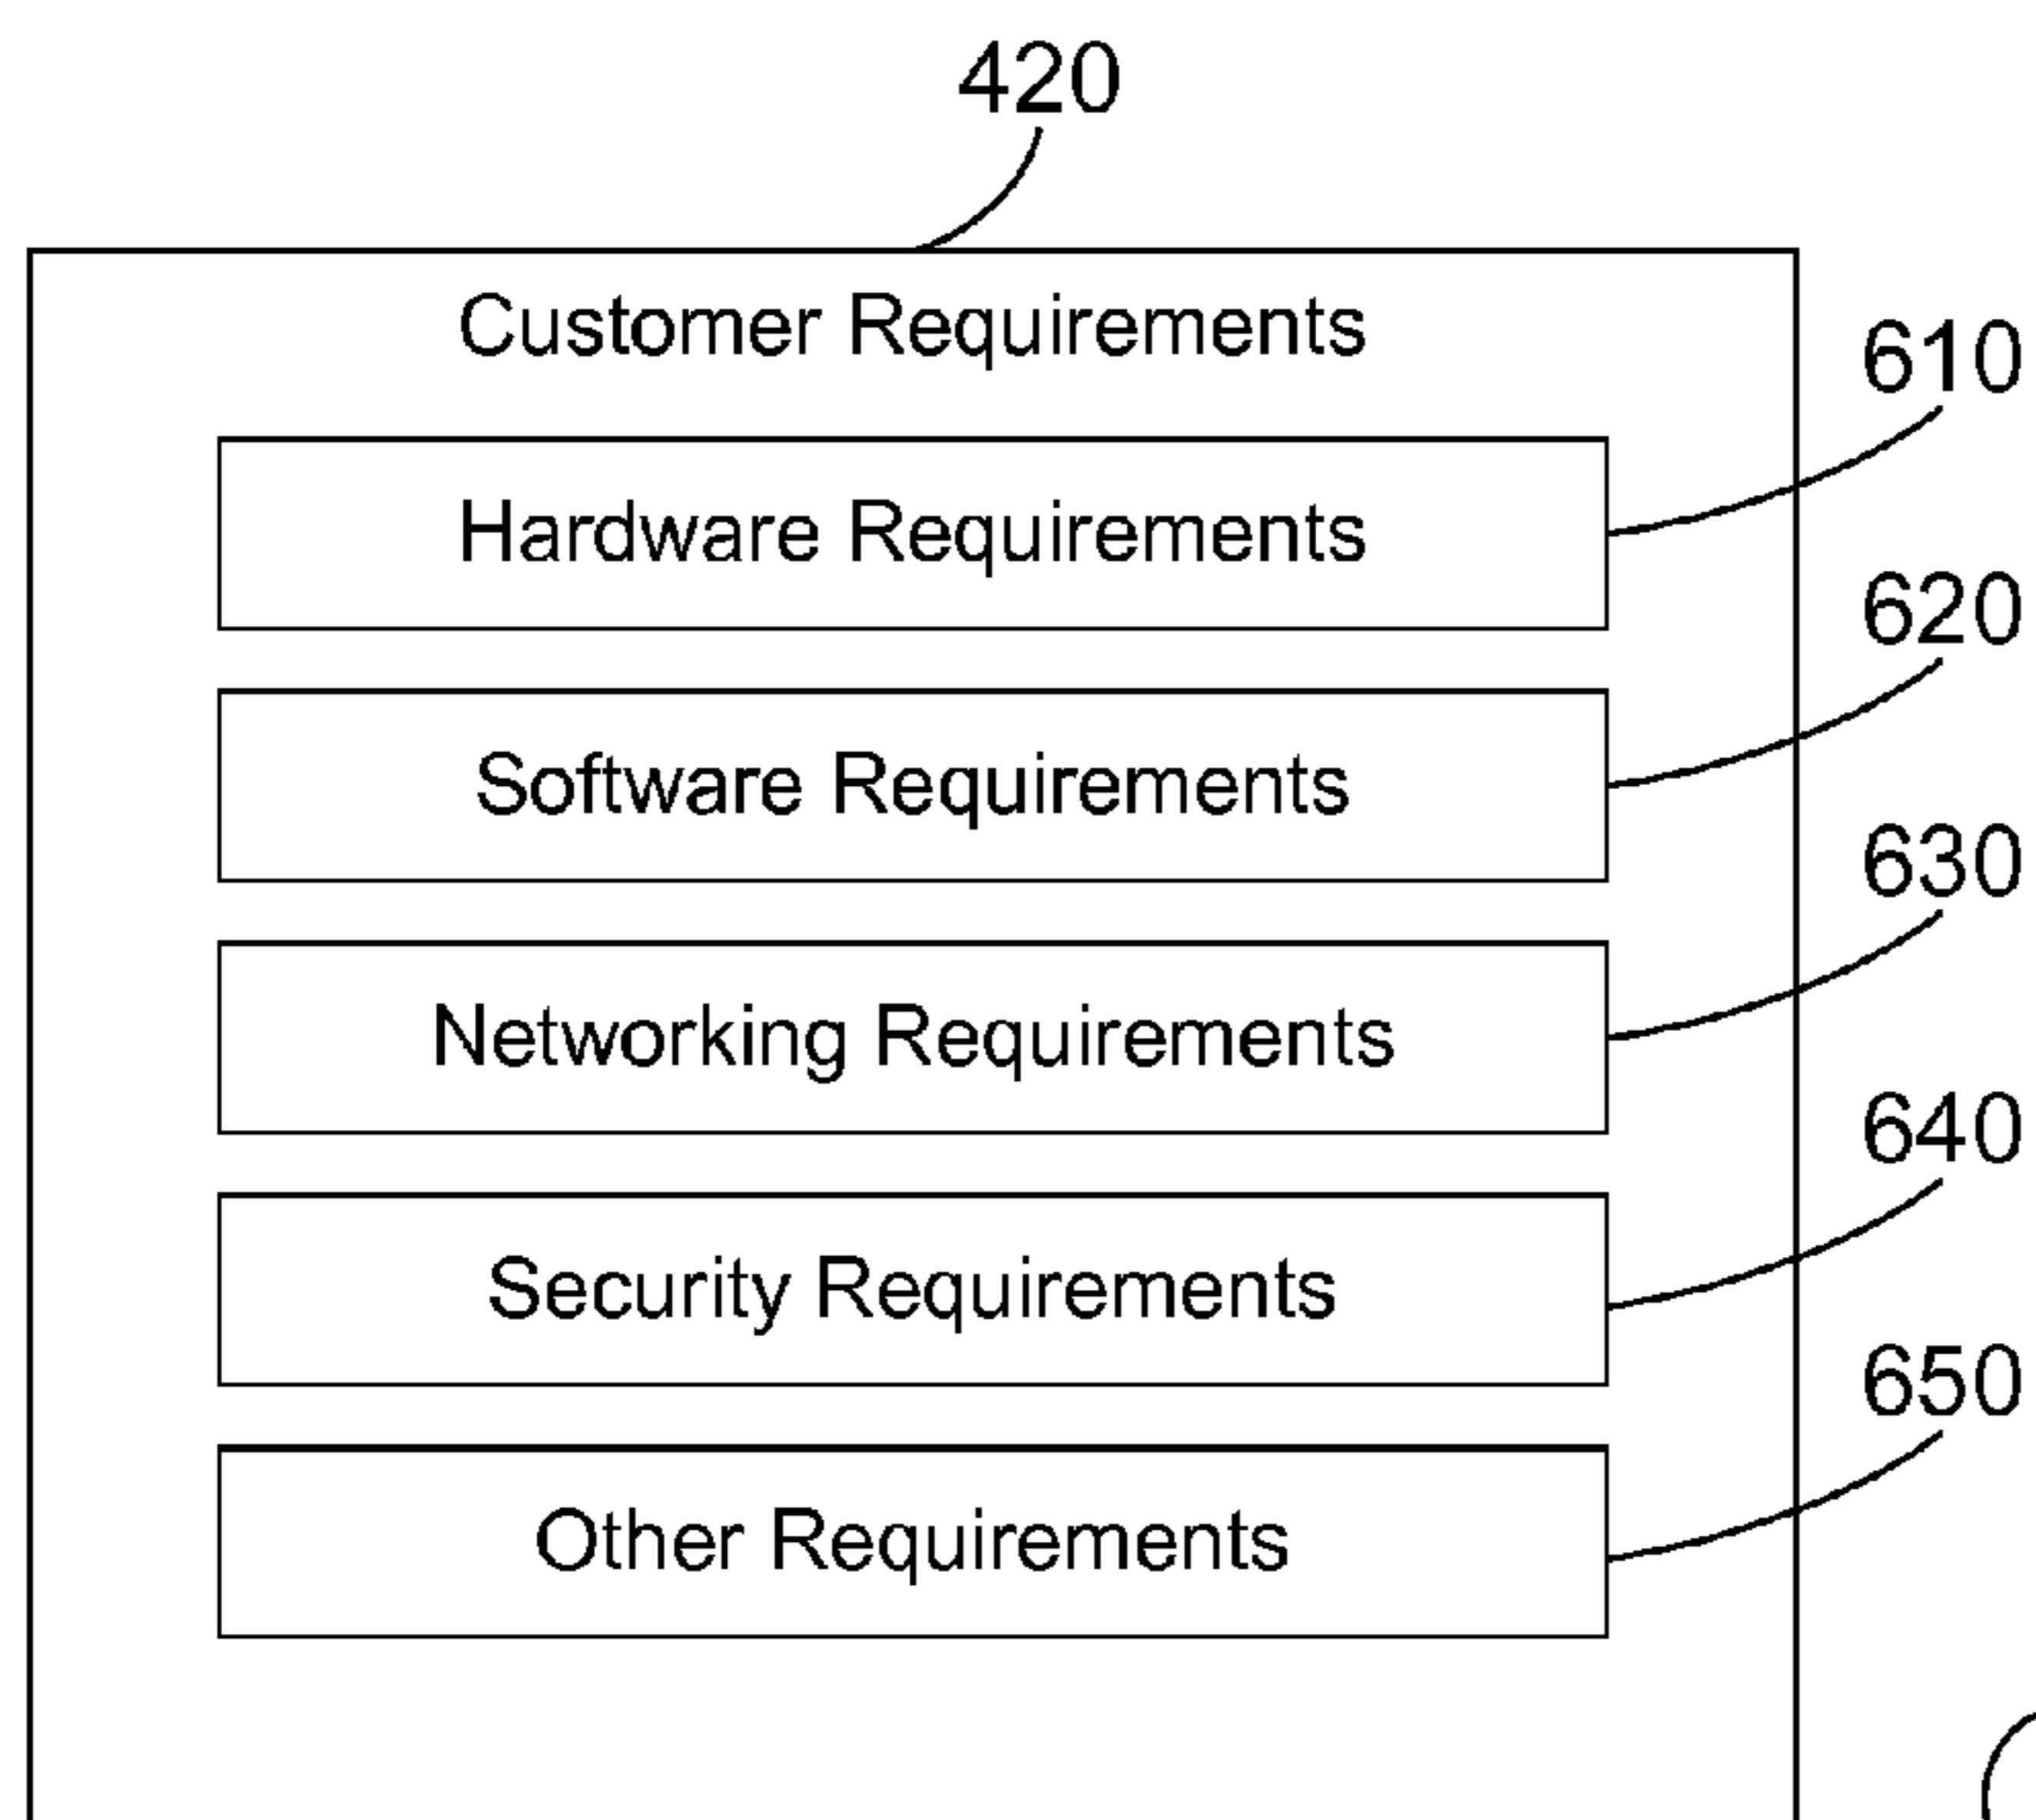 420
Customer Requirements
610
Hardware Requirements
620
Software Requirements
630
Networking Requirements
640
Security Requirements
650
Other Requirements